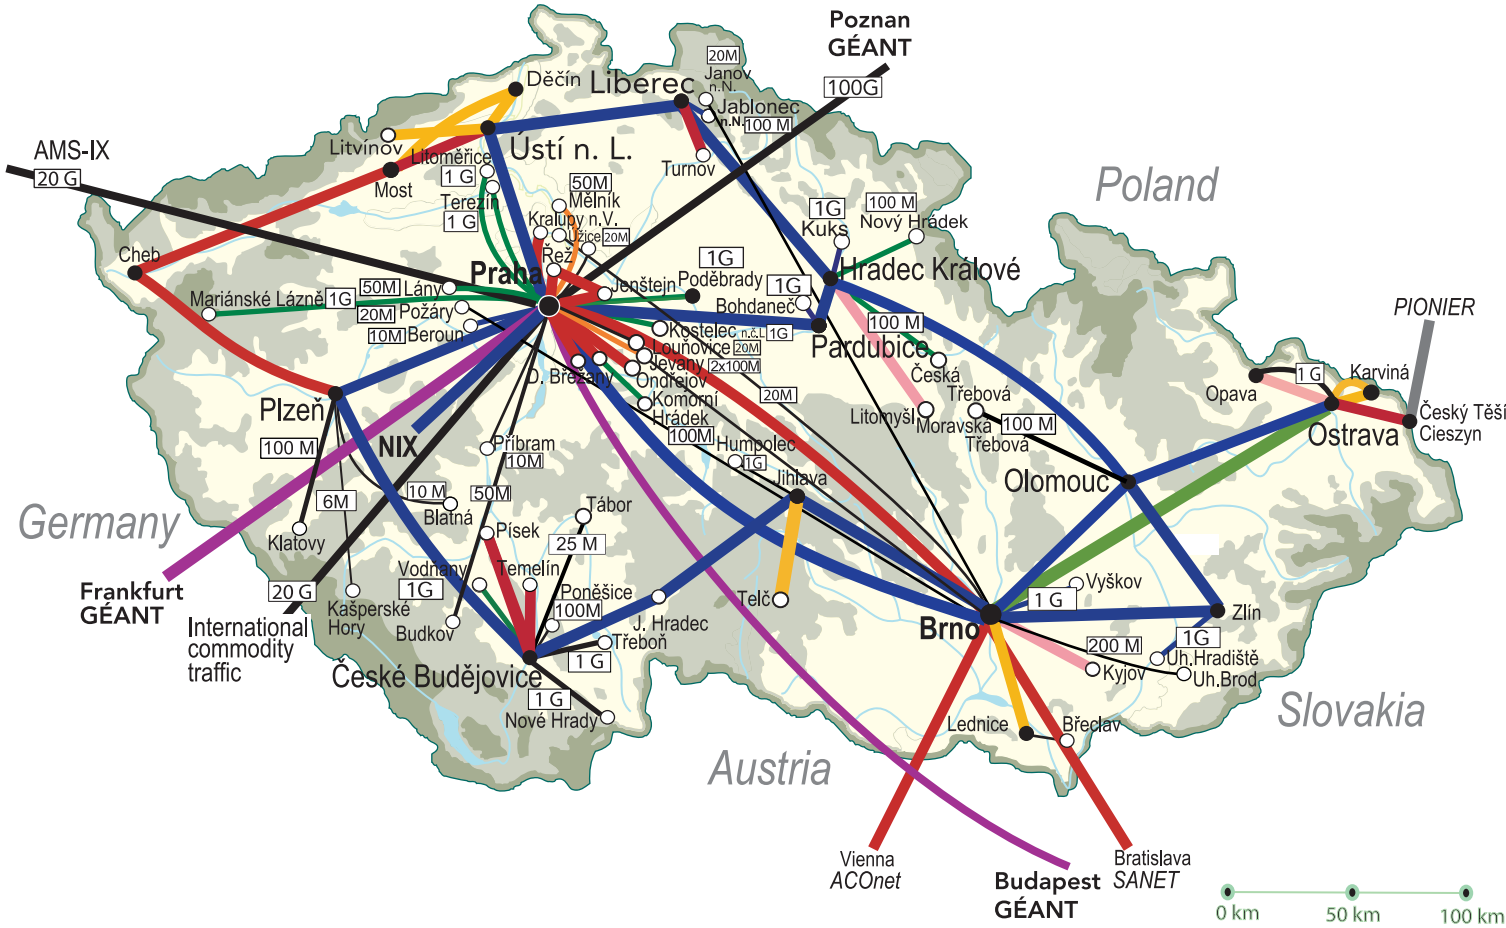 Poznan
GÉANT
100G
AMS-IX
20 G
Děčín
Liberec
20M
Janov
n.N.
Jablonec
n.N.
100 M
Litvínov
Litoměřice
1 G
Ústí n. L.
Most
Terezín
1 G
Turnov
50M
Mělník
Kralupy n.V.
Užice
20M
Řež
Praha
Jenštejn
1G
Poděbrady
1G
Kuks
100 M
Nový Hrádek
Hradec Králové
Poland
Cheb
Mariánské Lázně
1G
50M
Lány
20M
Požáry
10M
Beroun
1G
Bohdaneč
Kostelec n.č.L
1G
Pardubice
Louňovice
20M
Jevany
2x100M
Ondřejov
D. Břežany
Komorní
Hrádek
100M
20M
100 M
Česká
Třebová
Litomyšl
Moravská
Třebová
100 M
PIONIER
Karviná
1 G
Opava
Ostrava
Český Těší
Cieszyn
Plzeň
NIX
100 M
6M
10 M
Blatná
Klatovy
Příbram
10M
50M
Písek
Humpolec
1G
Jihlava
Olomouc
Tábor
25 M
Germany
Frankfurt
GÉANT
20 G
International
commodity
traffic
Kašperské
Hory
Vodňany
1G
Temelín
Budkov
Poněšice
100M
J. Hradec
Třeboň
1 G
České Budějovice
1 G
Nové Hrady
Telč
Brno
1 G
Vyškov
Zlín
1G
Uh.Hradiště
Uh.Brod
200 M
Kyjov
Lednice
Břeclav
Slovakia
Austria
Vienna
ACOnet
Budapest
GÉANT
Bratislava
SANET
0 km
50 km
100 km